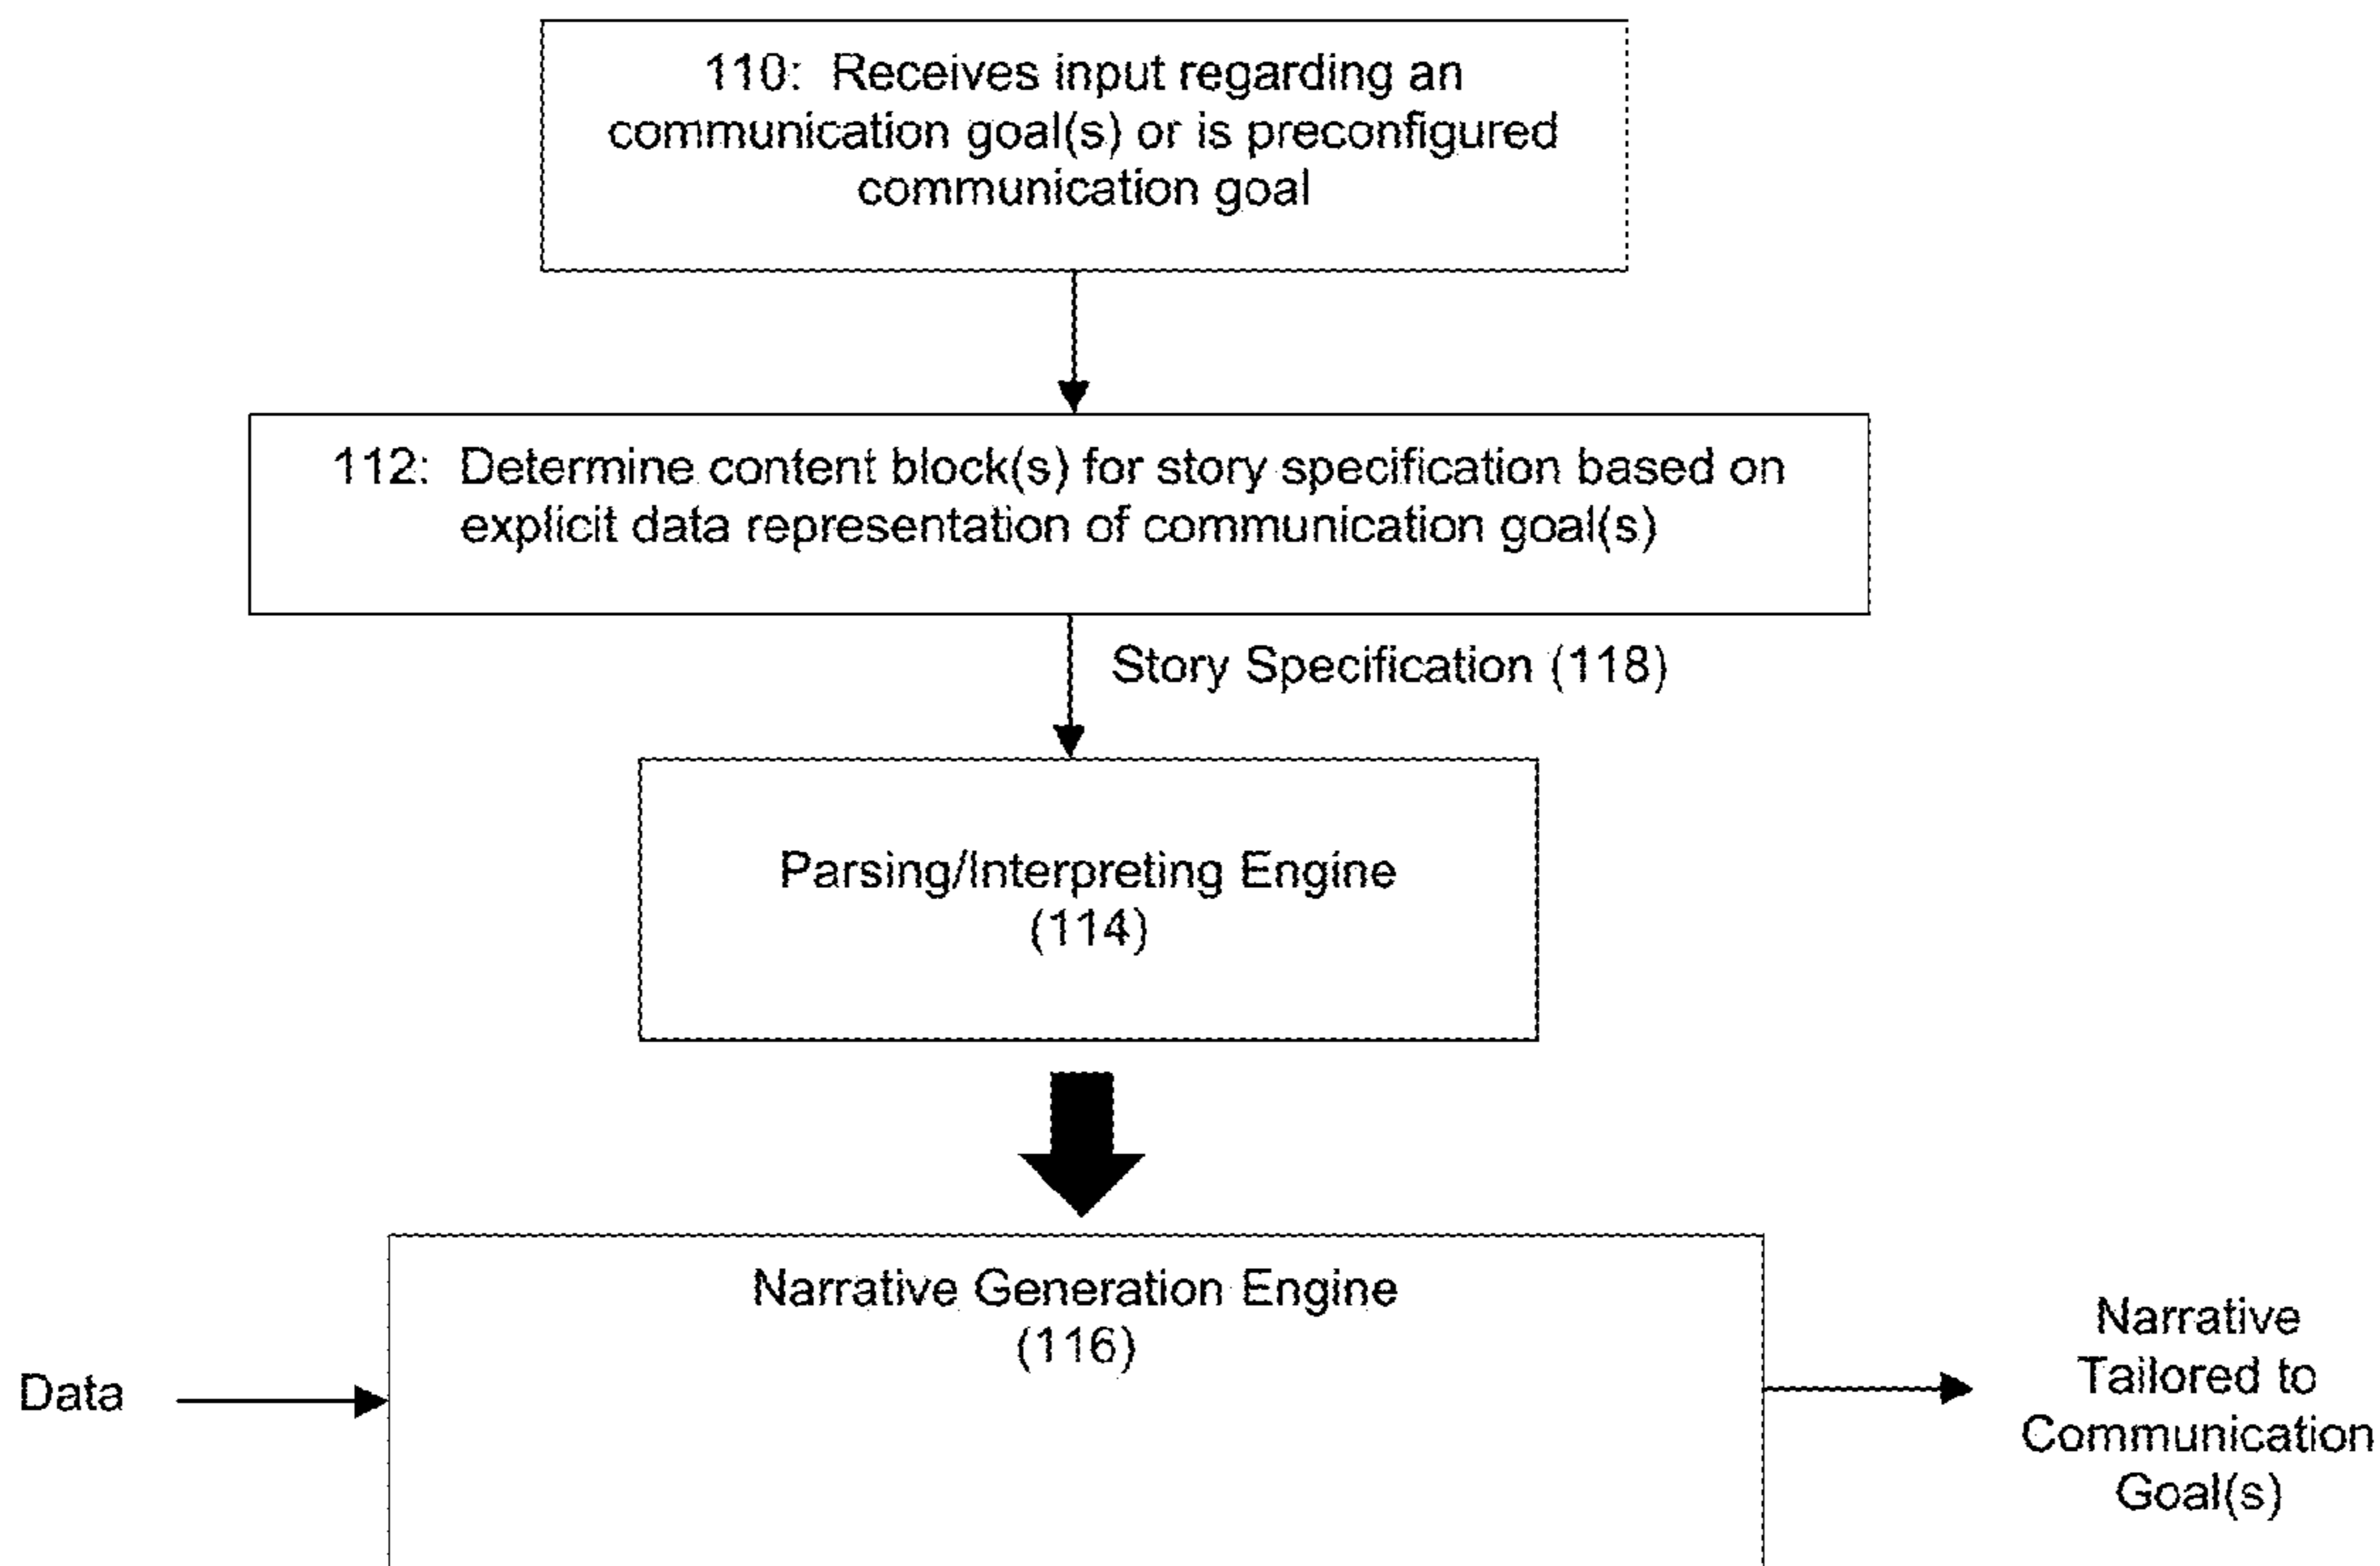 110: Receives input regarding an
communication goal(s) or is preconfigured
communication goal
112: Determine content block(s) for story specification based on
explicit data representation of communication goal(s)
Story Specification (118)
Parsing/Interpreting Engine
(114)
Narrative Generation Engine
(116)
Data
Narrative
Tailored to
Communication
Goal(s)